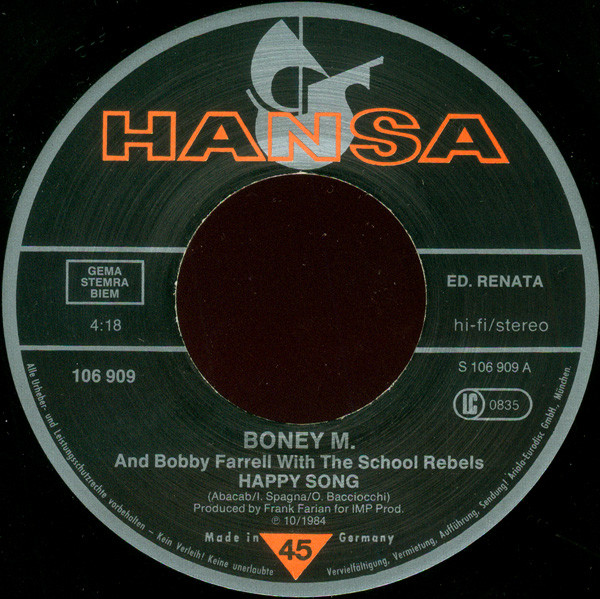 HANSA
GEMA
STEMRA
BIEM
4:18
106 909
ED. RENATA
hi-fi/stereo
S 106 909 A
LC 0835
BONEY M.
And Bobby Farrell With The School Rebels
HAPPY SONG
(Abacab/I. Spagna/O. Bacciocchi)
Produced by Frank Farian for IMP Prod.
℗ 10/1984
Made in Germany
45
Alle Urheber- und Leistungsschutzrechte vorbehalten – Kein Verleih! Keine unerlaubte Vervielfältigung, Vermietung, Aufführung, Sendung! Ariola-Eurodisc GmbH, München.